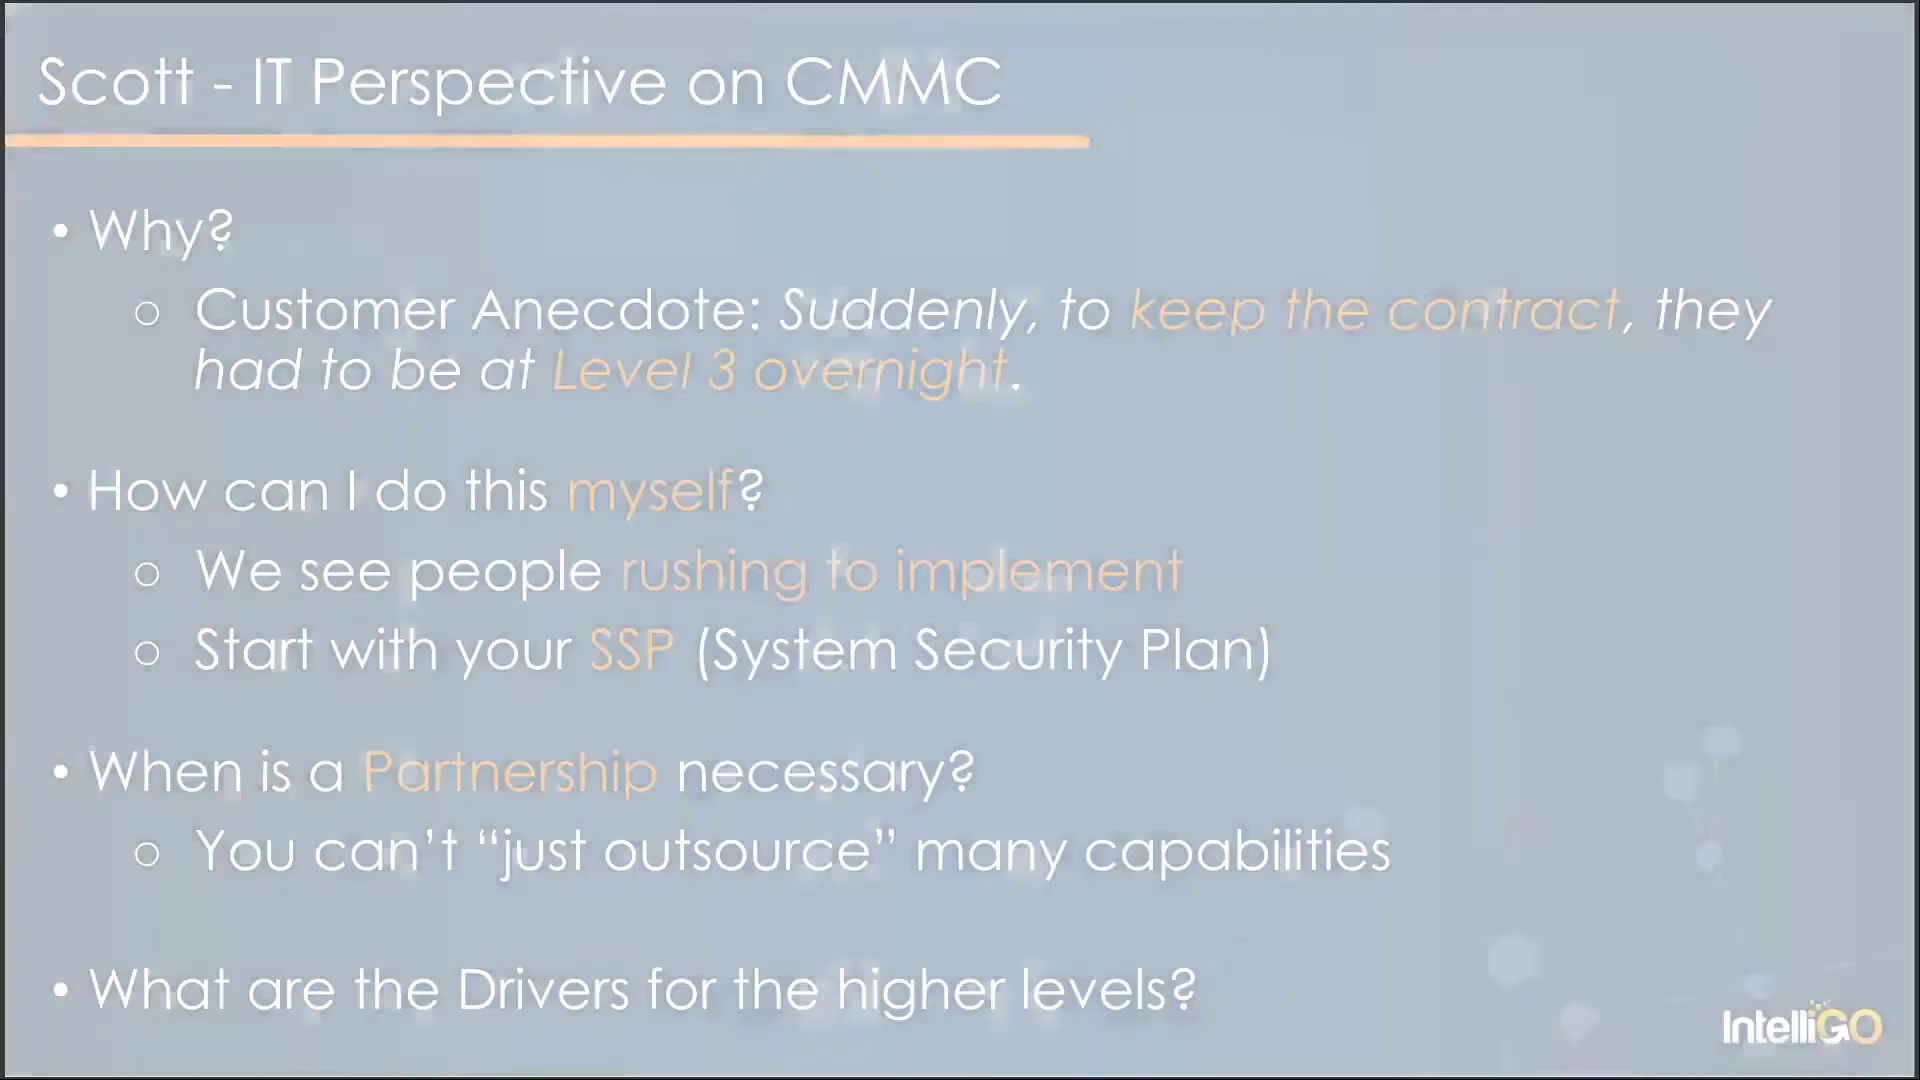 Scott - IT Perspective on CMMC
• Why?
○ Customer Anecdote: Suddenly, to keep the contract, they
had to be at Level 3 overnight.
• How can I do this myself?
○ We see people rushing to implement
○ Start with your SSP (System Security Plan)
• When is a Partnership necessary?
○ You can’t “just outsource” many capabilities
• What are the Drivers for the higher levels?
IntelliGO